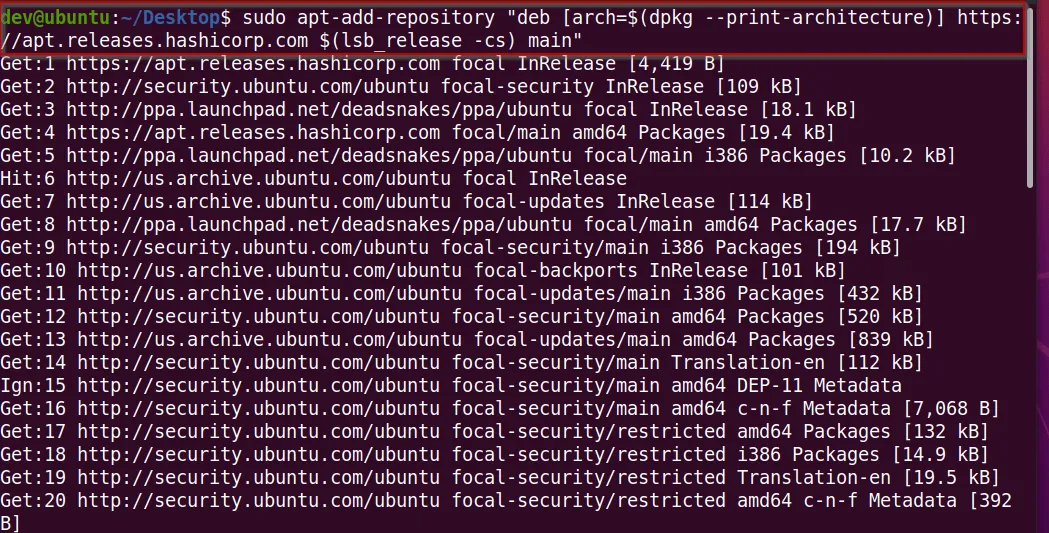 dev@ubuntu:~/Desktop$ sudo apt-add-repository "deb [arch=$(dpkg --print-architecture)] https:
//apt.releases.hashicorp.com $(lsb_release -cs) main"
Get:1 https://apt.releases.hashicorp.com focal InRelease [4,419 B]
Get:2 http://security.ubuntu.com/ubuntu focal-security InRelease [109 kB]
Get:3 http://ppa.launchpad.net/deadsnakes/ppa/ubuntu focal InRelease [18.1 kB]
Get:4 https://apt.releases.hashicorp.com focal/main amd64 Packages [19.4 kB]
Get:5 http://ppa.launchpad.net/deadsnakes/ppa/ubuntu focal/main i386 Packages [10.2 kB]
Hit:6 http://us.archive.ubuntu.com/ubuntu focal InRelease
Get:7 http://us.archive.ubuntu.com/ubuntu focal-updates InRelease [114 kB]
Get:8 http://ppa.launchpad.net/deadsnakes/ppa/ubuntu focal/main amd64 Packages [17.7 kB]
Get:9 http://security.ubuntu.com/ubuntu focal-security/main i386 Packages [194 kB]
Get:10 http://us.archive.ubuntu.com/ubuntu focal-backports InRelease [101 kB]
Get:11 http://us.archive.ubuntu.com/ubuntu focal-updates/main i386 Packages [432 kB]
Get:12 http://security.ubuntu.com/ubuntu focal-security/main amd64 Packages [520 kB]
Get:13 http://us.archive.ubuntu.com/ubuntu focal-updates/main amd64 Packages [839 kB]
Get:14 http://security.ubuntu.com/ubuntu focal-security/main Translation-en [112 kB]
Ign:15 http://security.ubuntu.com/ubuntu focal-security/main amd64 DEP-11 Metadata
Get:16 http://security.ubuntu.com/ubuntu focal-security/main amd64 c-n-f Metadata [7,068 B]
Get:17 http://security.ubuntu.com/ubuntu focal-security/restricted amd64 Packages [132 kB]
Get:18 http://security.ubuntu.com/ubuntu focal-security/restricted i386 Packages [14.9 kB]
Get:19 http://security.ubuntu.com/ubuntu focal-security/restricted Translation-en [19.5 kB]
Get:20 http://security.ubuntu.com/ubuntu focal-security/restricted amd64 c-n-f Metadata [392
B]